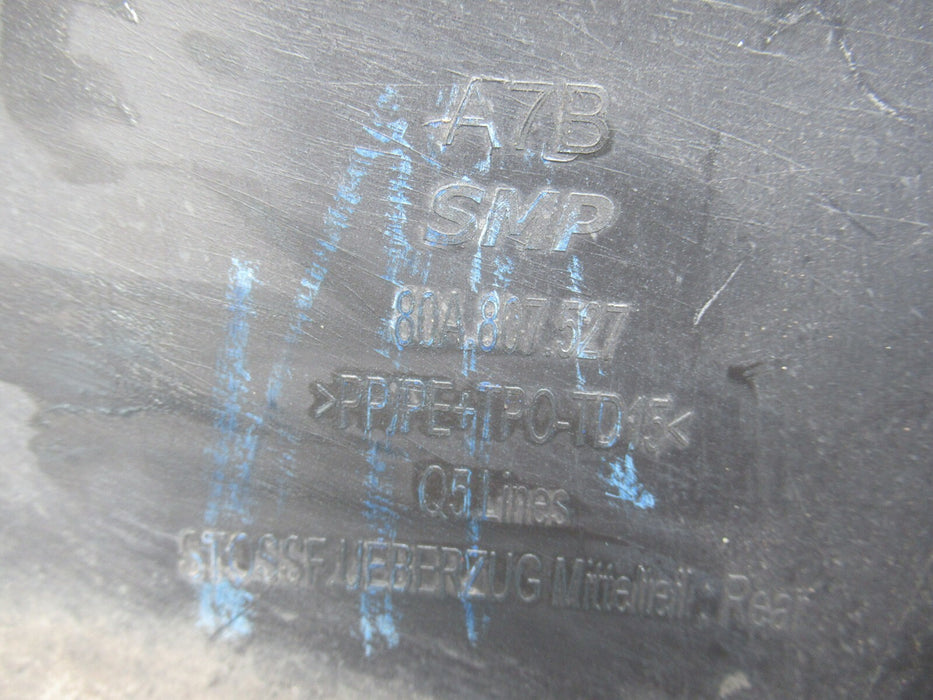 A7B
SMP
80A.807.527
>PP/PE+TPO-TD15<
Q5 Lines
STOSSF.UEBERZUG Mittelteil: Rear